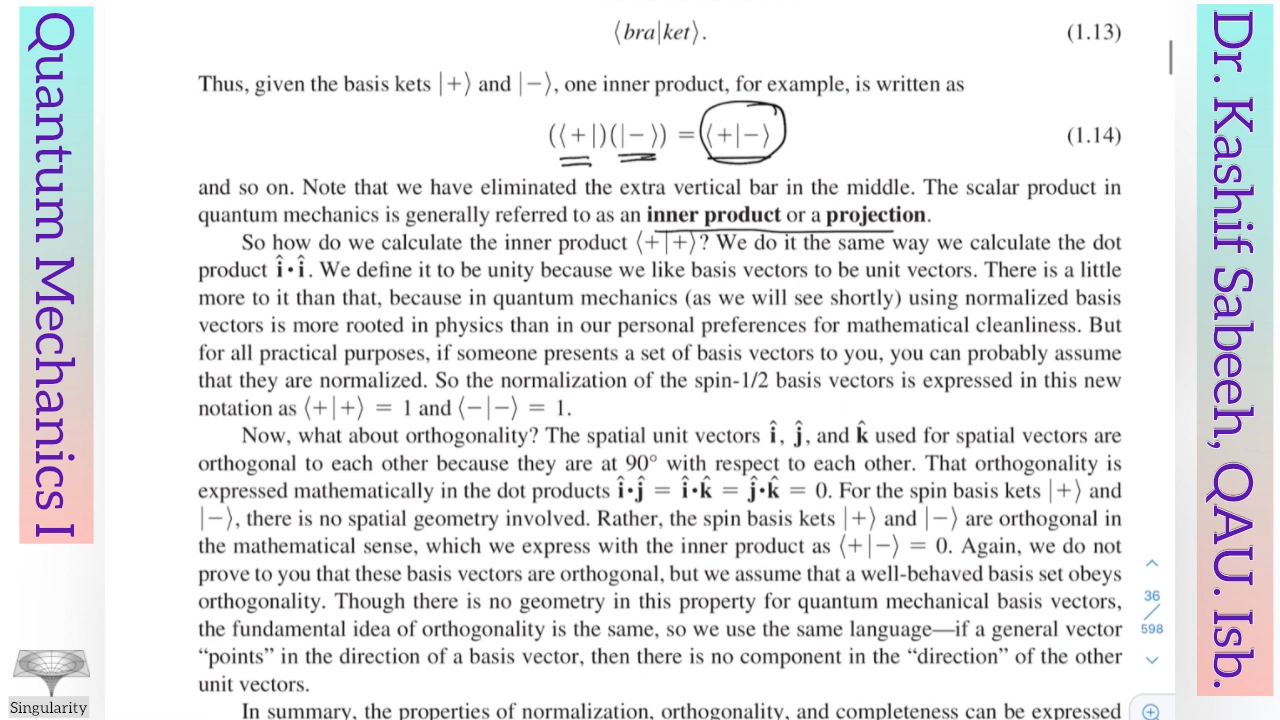 Quantum Mechanics I
⟨bra|ket⟩. (1.13)
Thus, given the basis kets |+⟩ and |−⟩, one inner product, for example, is written as
(⟨+|)(|−⟩) = ⟨+|−⟩ (1.14)
and so on. Note that we have eliminated the extra vertical bar in the middle. The scalar product in
quantum mechanics is generally referred to as an inner product or a projection.
So how do we calculate the inner product ⟨+|+⟩? We do it the same way we calculate the dot
product î•î. We define it to be unity because we like basis vectors to be unit vectors. There is a little
more to it than that, because in quantum mechanics (as we will see shortly) using normalized basis
vectors is more rooted in physics than in our personal preferences for mathematical cleanliness. But
for all practical purposes, if someone presents a set of basis vectors to you, you can probably assume
that they are normalized. So the normalization of the spin-1/2 basis vectors is expressed in this new
notation as ⟨+|+⟩ = 1 and ⟨−|−⟩ = 1.
Now, what about orthogonality? The spatial unit vectors î, ĵ, and k̂ used for spatial vectors are
orthogonal to each other because they are at 90° with respect to each other. That orthogonality is
expressed mathematically in the dot products î•ĵ = î•k̂ = ĵ•k̂ = 0. For the spin basis kets |+⟩ and
|−⟩, there is no spatial geometry involved. Rather, the spin basis kets |+⟩ and |−⟩ are orthogonal in
the mathematical sense, which we express with the inner product as ⟨+|−⟩ = 0. Again, we do not
prove to you that these basis vectors are orthogonal, but we assume that a well-behaved basis set obeys
orthogonality. Though there is no geometry in this property for quantum mechanical basis vectors,
the fundamental idea of orthogonality is the same, so we use the same language—if a general vector
“points” in the direction of a basis vector, then there is no component in the “direction” of the other
unit vectors.
In summary, the properties of normalization, orthogonality, and completeness can be expressed
36
598
Singularity
Dr. Kashif Sabeeh, QAU. Isb.